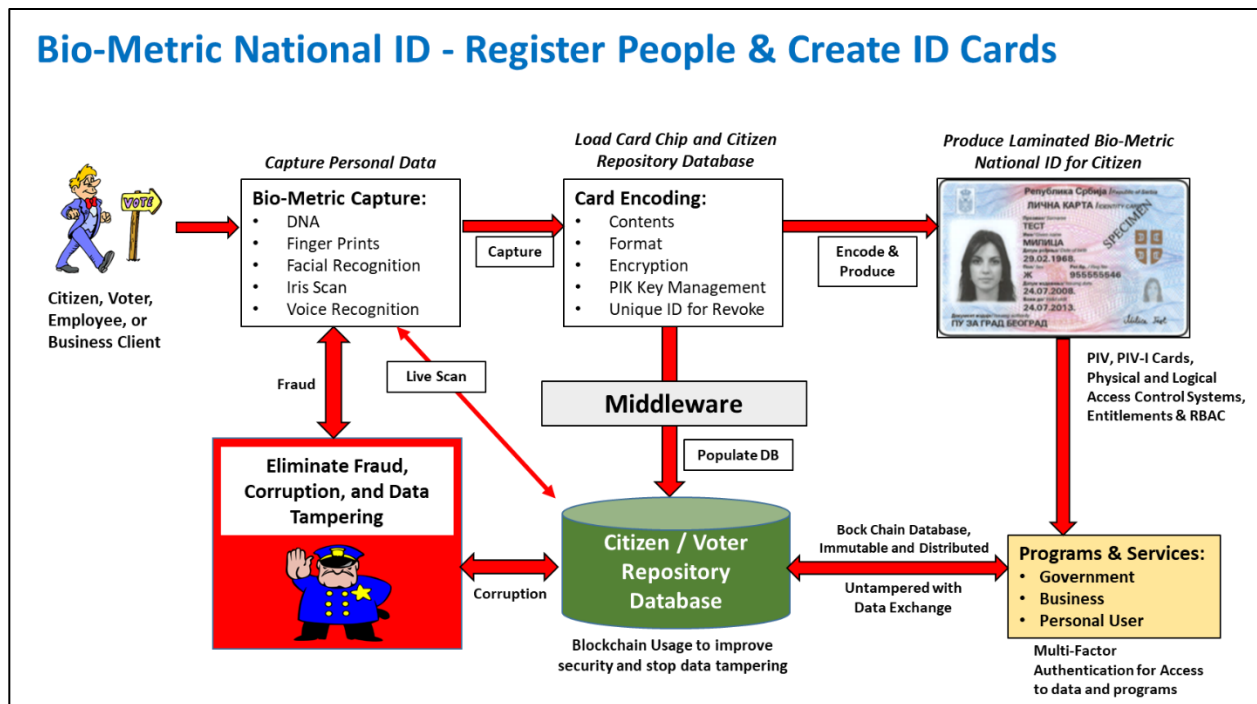 Bio-Metric National ID - Register People & Create ID Cards
VOTE
Citizen, Voter,
Employee, or
Business Client
Capture Personal Data
Bio-Metric Capture:
• DNA
• Finger Prints
• Facial Recognition
• Iris Scan
• Voice Recognition
Capture
Load Card Chip and Citizen
Repository Database
Card Encoding:
• Contents
• Format
• Encryption
• PIK Key Management
• Unique ID for Revoke
Encode &
Produce
Produce Laminated Bio-Metric
National ID for Citizen
Република Србија / Republic of Serbia
ЛИЧНА КАРТА / IDENTITY CARD
SPECIMEN
ТЕСТ
МИЛИЦА
29.02.1968.
Ж
955555546
24.07.2008.
24.07.2013.
ПУ ЗА ГРАД БЕОГРАД
PIV, PIV-I Cards,
Physical and Logical
Access Control Systems,
Entitlements & RBAC
Fraud
Live Scan
Middleware
Populate DB
Eliminate Fraud,
Corruption, and Data
Tampering
Corruption
Citizen / Voter
Repository
Database
Blockchain Usage to improve
security and stop data tampering
Bock Chain Database,
Immutable and Distributed
Untampered with
Data Exchange
Programs & Services:
• Government
• Business
• Personal User
Multi-Factor
Authentication for Access
to data and programs